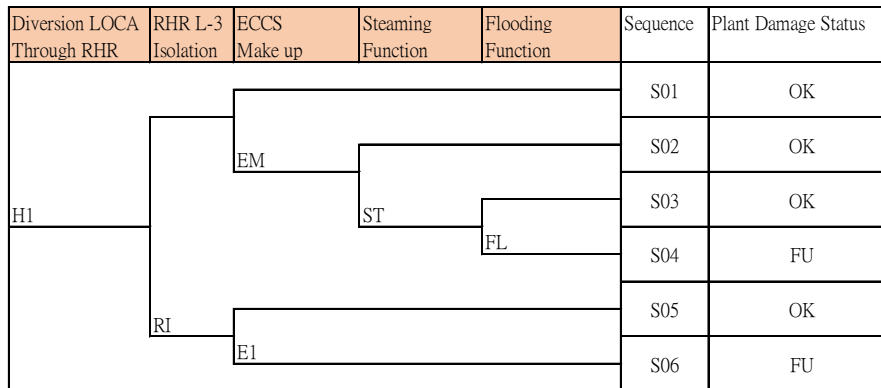 Diversion LOCA Through RHR
RHR L-3 Isolation
ECCS Make up
Steaming Function
Flooding Function
Sequence
Plant Damage Status
S01 OK
EM
S02 OK
H1
ST
S03 OK
FL
S04 FU
RI
S05 OK
E1
S06 FU